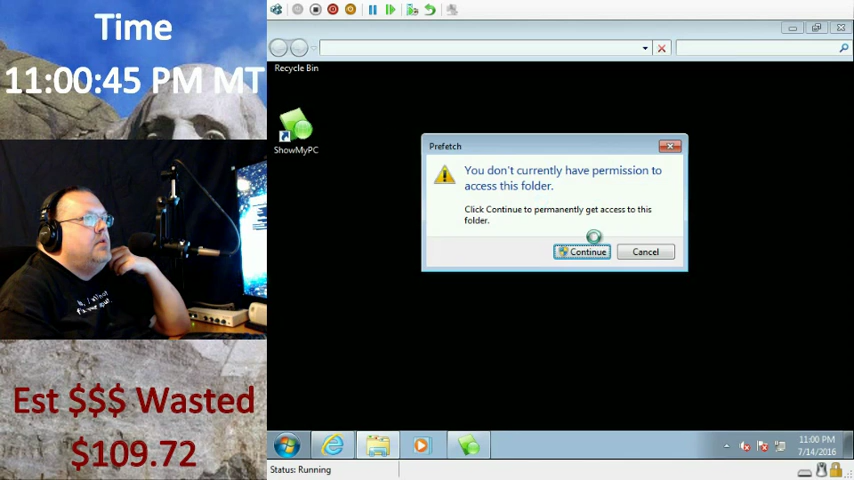 Time
11:00:45 PM MT
Est $$$ Wasted
$109.72
Recycle Bin
ShowMyPC
Prefetch
You don't currently have permission to
access this folder.
Click Continue to permanently get access to this
folder.
Continue
Cancel
11:00 PM
7/14/2016
Status: Running